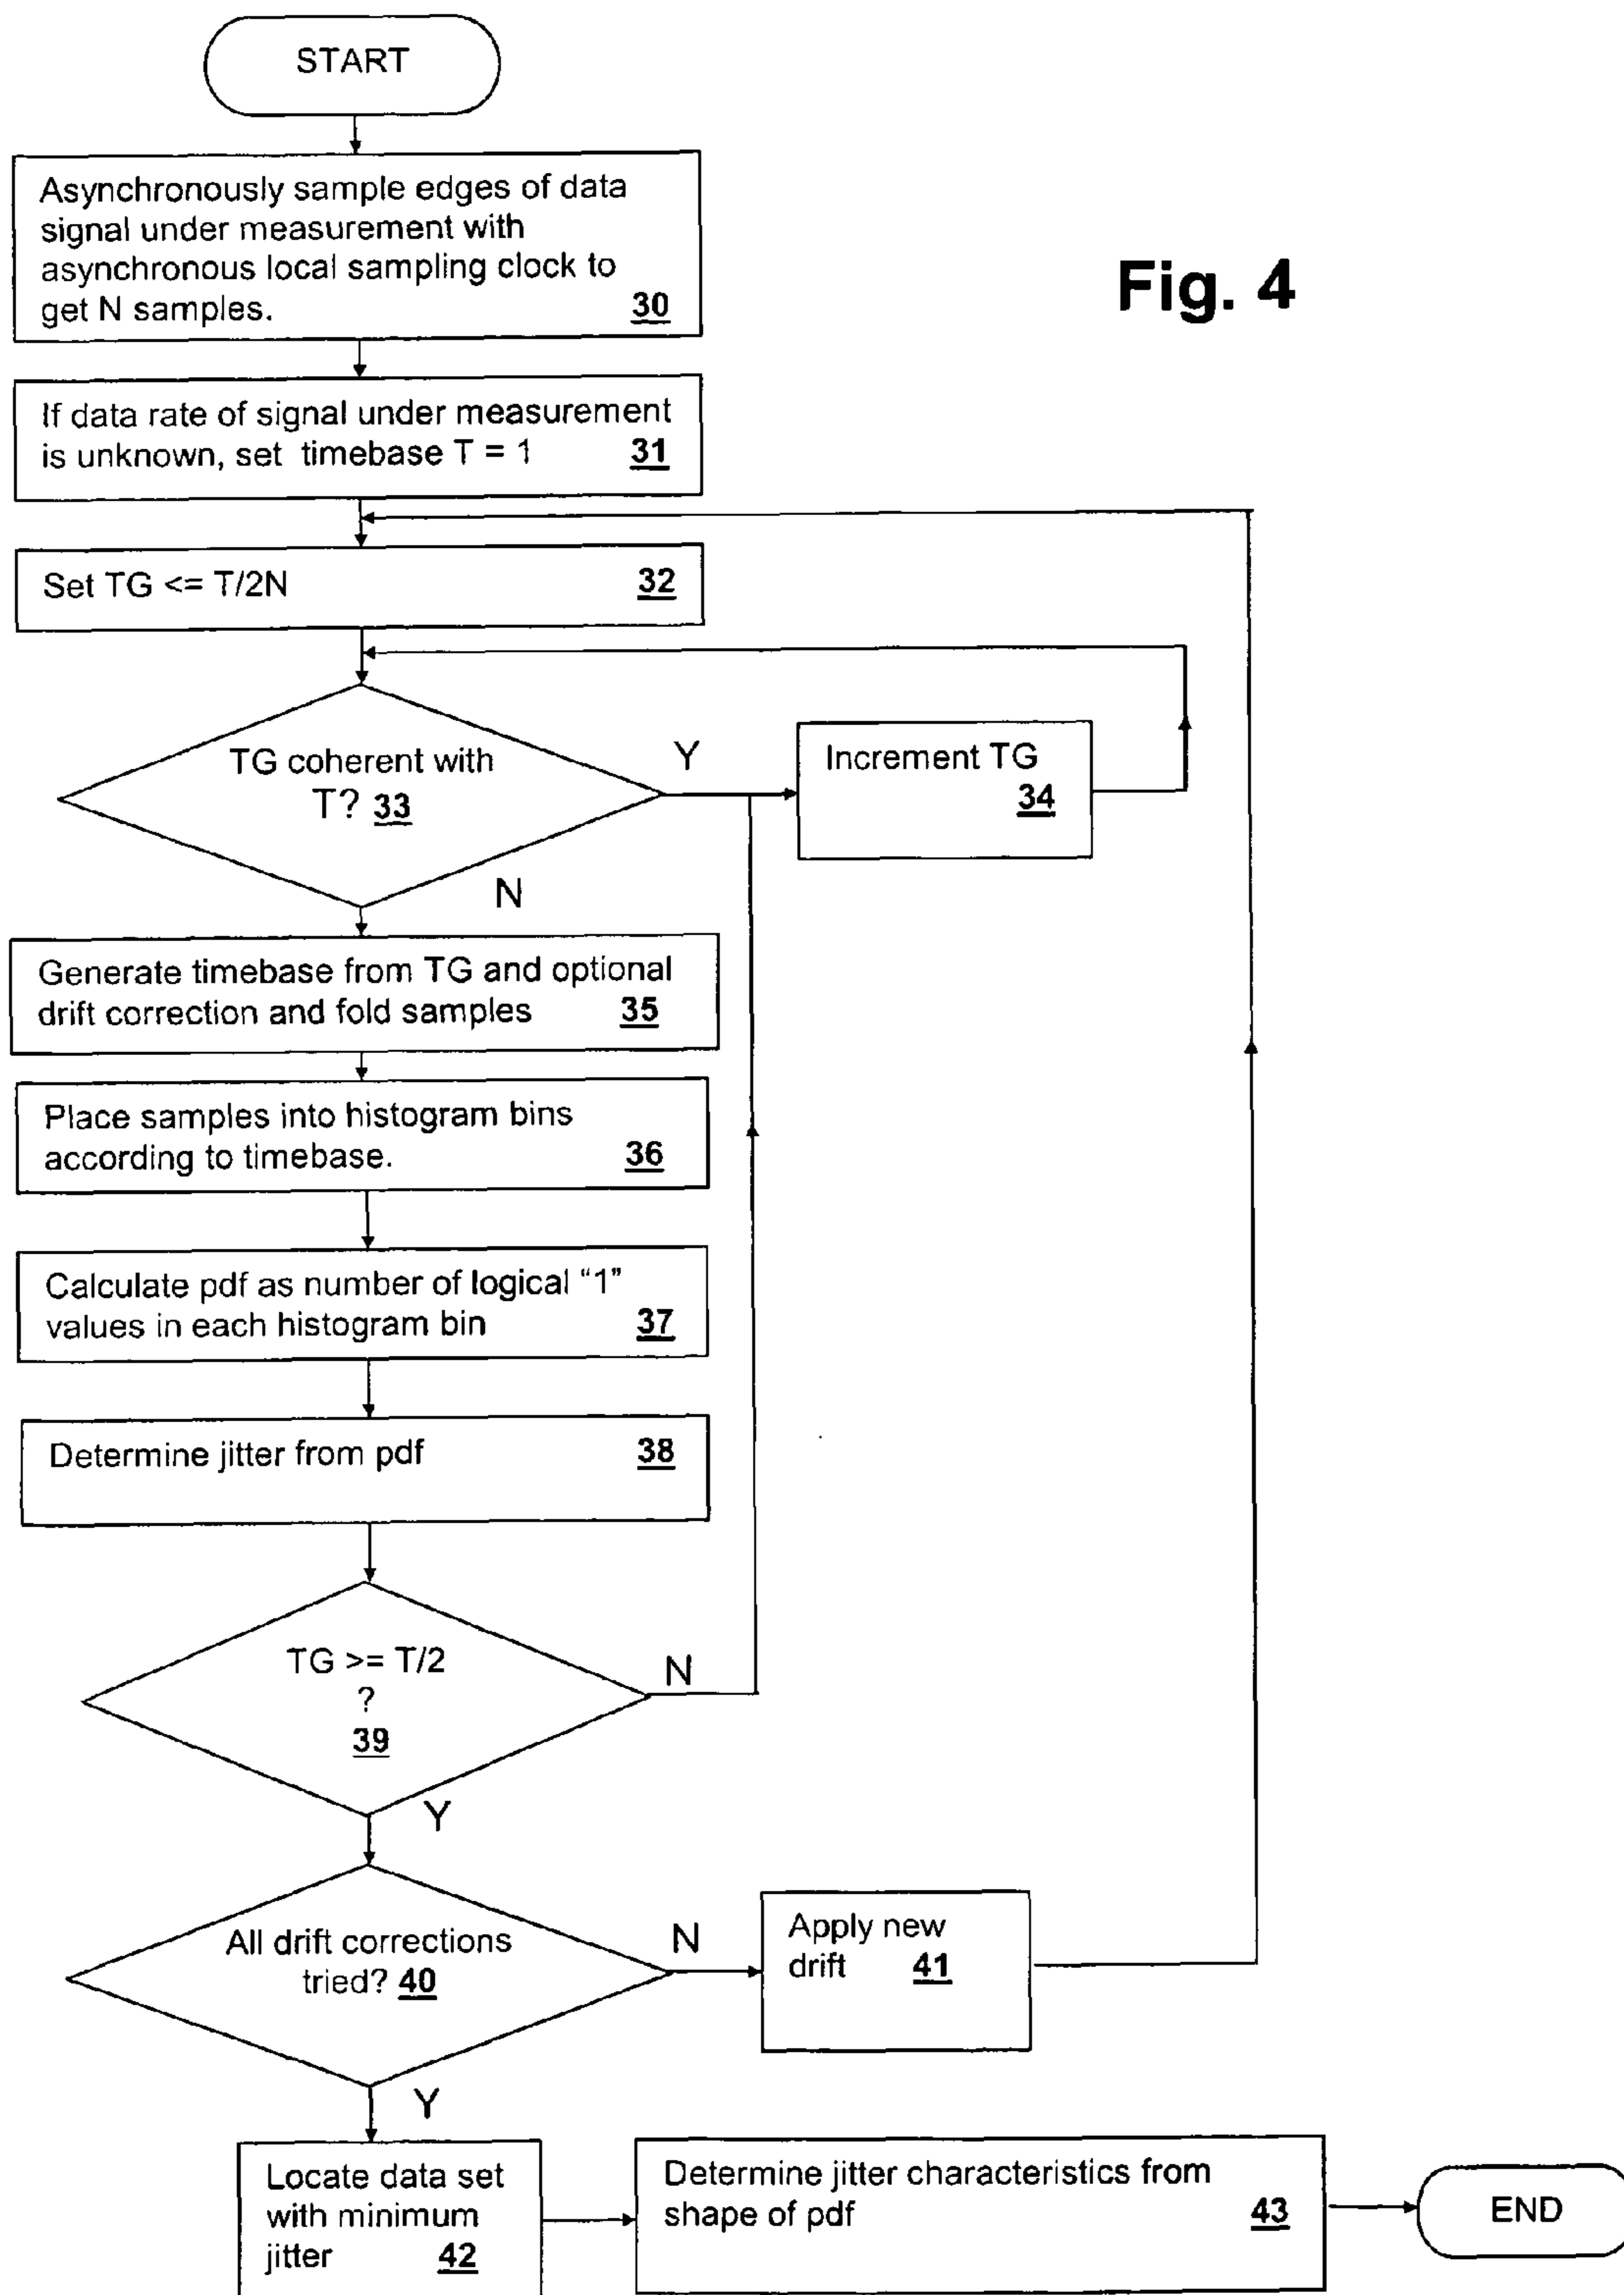 START
Asynchronously sample edges of data
signal under measurement with
asynchronous local sampling clock to
get N samples. 30
Fig. 4
If data rate of signal under measurement
is unknown, set timebase T = 1 31
Set TG <= T/2N 32
TG coherent with
T? 33
Y
Increment TG
34
N
Generate timebase from TG and optional
drift correction and fold samples 35
Place samples into histogram bins
according to timebase. 36
Calculate pdf as number of logical “1”
values in each histogram bin 37
Determine jitter from pdf 38
TG >= T/2
?
39
N
Y
All drift corrections
tried? 40
N
Apply new
drift 41
Y
Locate data set
with minimum
jitter 42
Determine jitter characteristics from
shape of pdf 43
END